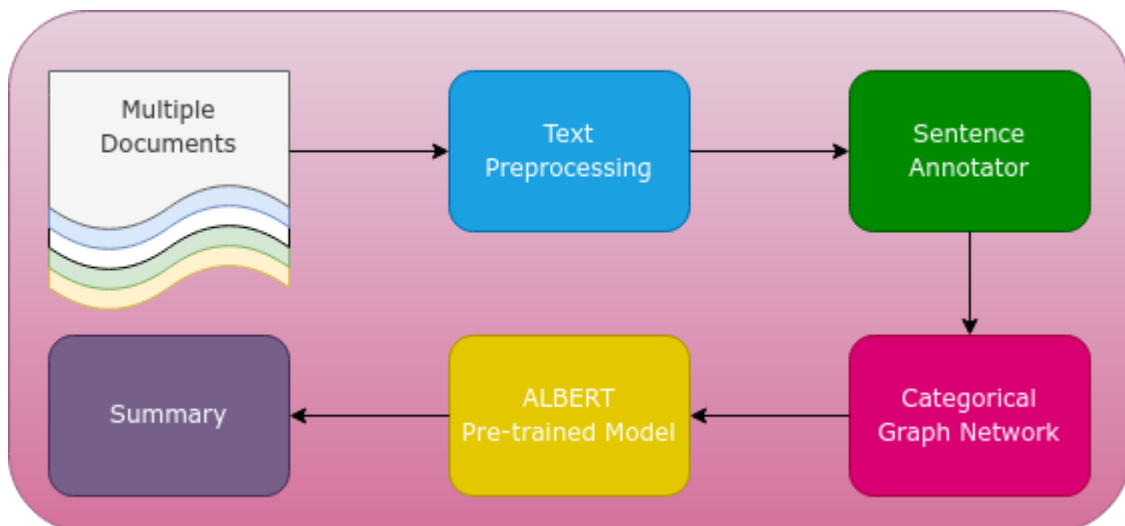 Multiple
Documents
Text
Preprocessing
Sentence
Annotator
Categorical
Graph Network
ALBERT
Pre-trained Model
Summary